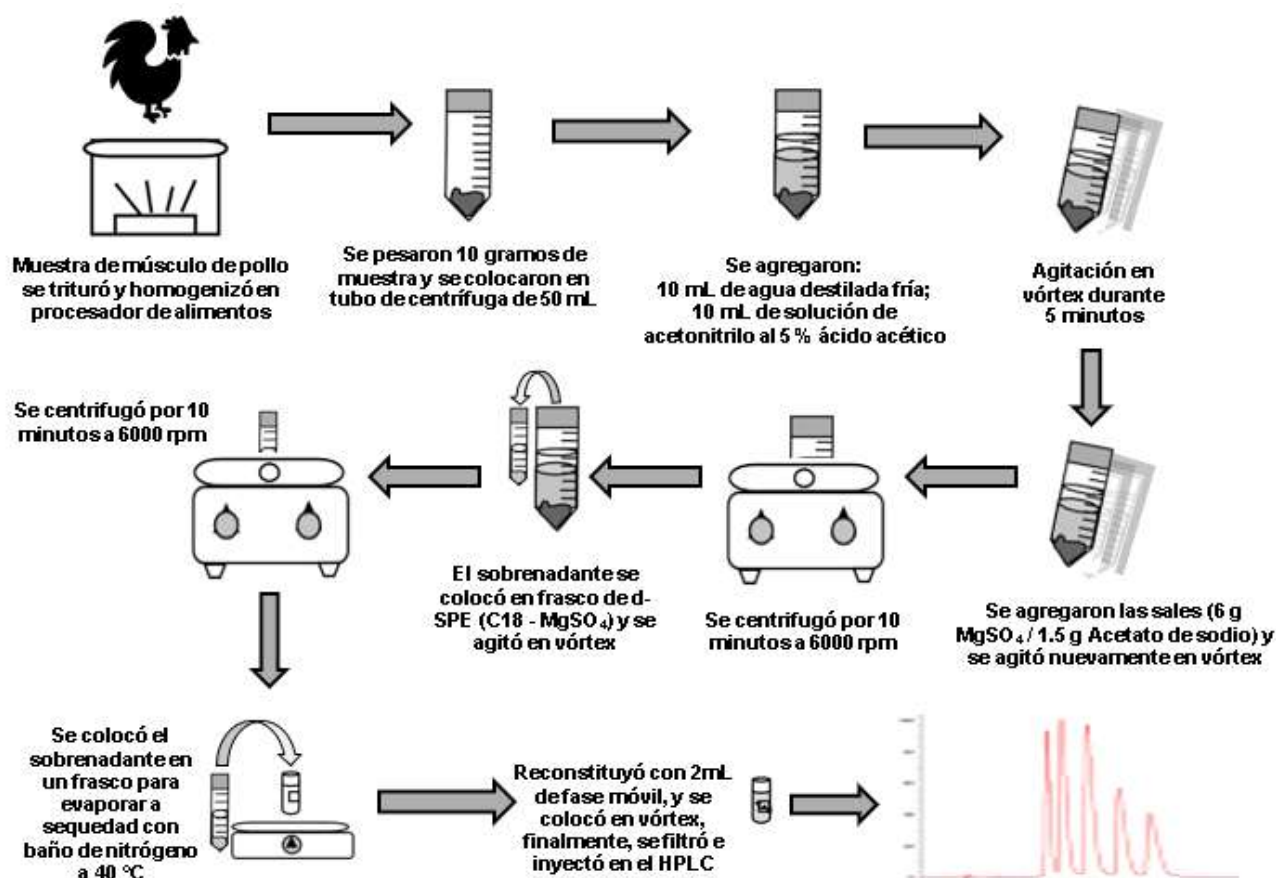 Muestra de músculo de pollo
se trituró y homogenizó en
procesador de alimentos
Se pesaron 10 gramos de
muestra y se colocaron en
tubo de centrífuga de 50 mL
Se agregaron:
10 mL de agua destilada fría;
10 mL de solución de
acetonitrilo al 5 % ácido acético
Agitación en
vórtex durante
5 minutos
Se agregaron las sales (6 g
MgSO₄ / 1.5 g Acetato de sodio) y
se agitó nuevamente en vórtex
Se centrifugó por 10
minutos a 6000 rpm
El sobrenadante se
colocó en frasco de d-
SPE (C18 - MgSO₄) y se
agitó en vórtex
Se centrifugó por 10
minutos a 6000 rpm
Se colocó el
sobrenadante en
un frasco para
evaporar a
sequedad con
baño de nitrógeno
a 40 °C
Reconstituyó con 2mL
de fase móvil, y se
colocó en vórtex,
finalmente, se filtró e
inyectó en el HPLC